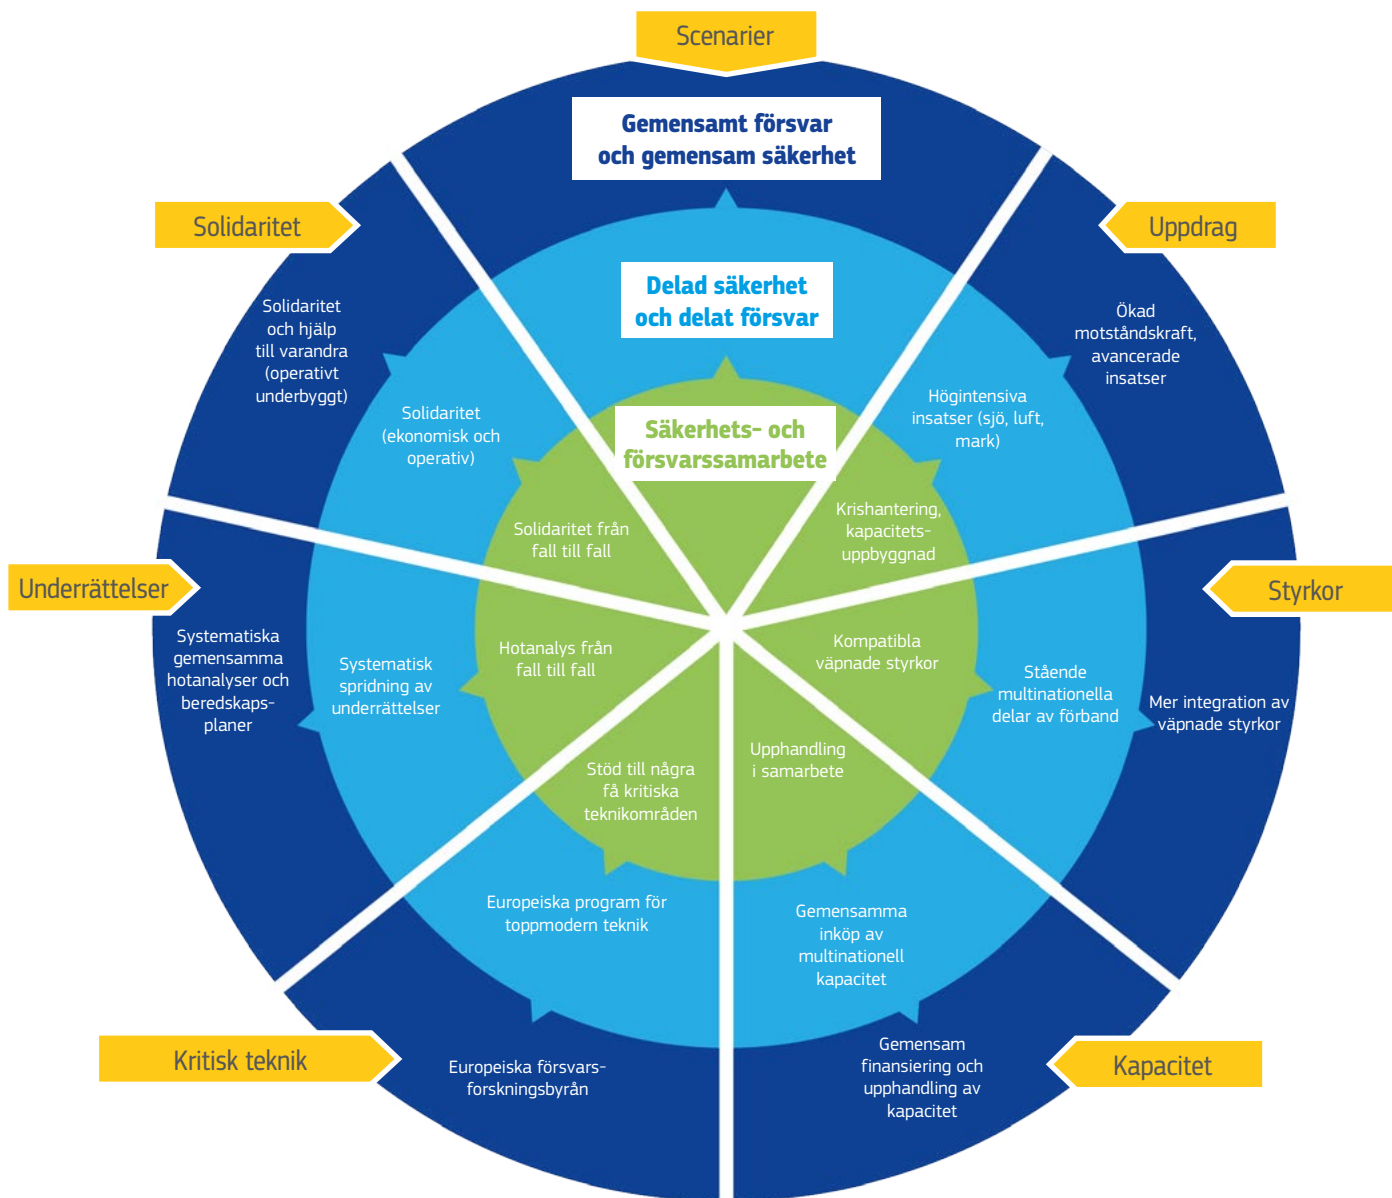 Scenarier
Gemensamt försvar
och gemensam säkerhet
Delad säkerhet
och delat försvar
Säkerhets- och
försvarssamarbete
Uppdrag
Ökad
motståndskraft,
avancerade
insatser
Högintensiva
insatser (sjö, luft,
mark)
Krishantering,
kapacitets-
uppbyggnad
Styrkor
Mer integration av
väpnade styrkor
Stående
multinationella
delar av förband
Kompatibla
väpnade styrkor
Kapacitet
Gemensam
finansiering och
upphandling av
kapacitet
Gemensamma
inköp av
multinationell
kapacitet
Upphandling
i samarbete
Kritisk teknik
Europeiska försvars-
forskningsbyrån
Europeiska program för
toppmodern teknik
Stöd till några
få kritiska
teknikområden
Underrättelser
Systematiska
gemensamma
hotanalyser och
beredskaps-
planer
Systematisk
spridning av
underrättelser
Hotanalys från
fall till fall
Solidaritet
Solidaritet
och hjälp
till varandra
(operativt
underbyggt)
Solidaritet
(ekonomisk och
operativ)
Solidaritet från
fall till fall